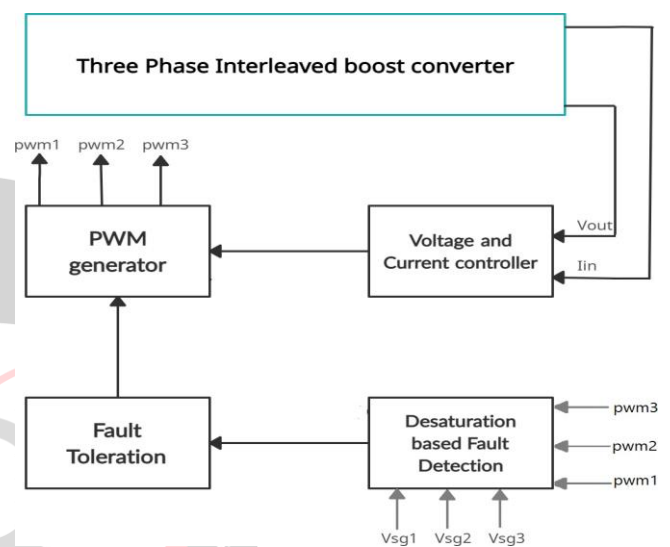 Three Phase Interleaved boost converter
pwm1 pwm2 pwm3
PWM
generator
Voltage and
Current controller
Vout
Iin
Fault
Toleration
Desaturation
based Fault
Detection
pwm3
pwm2
pwm1
Vsg1 Vsg2 Vsg3